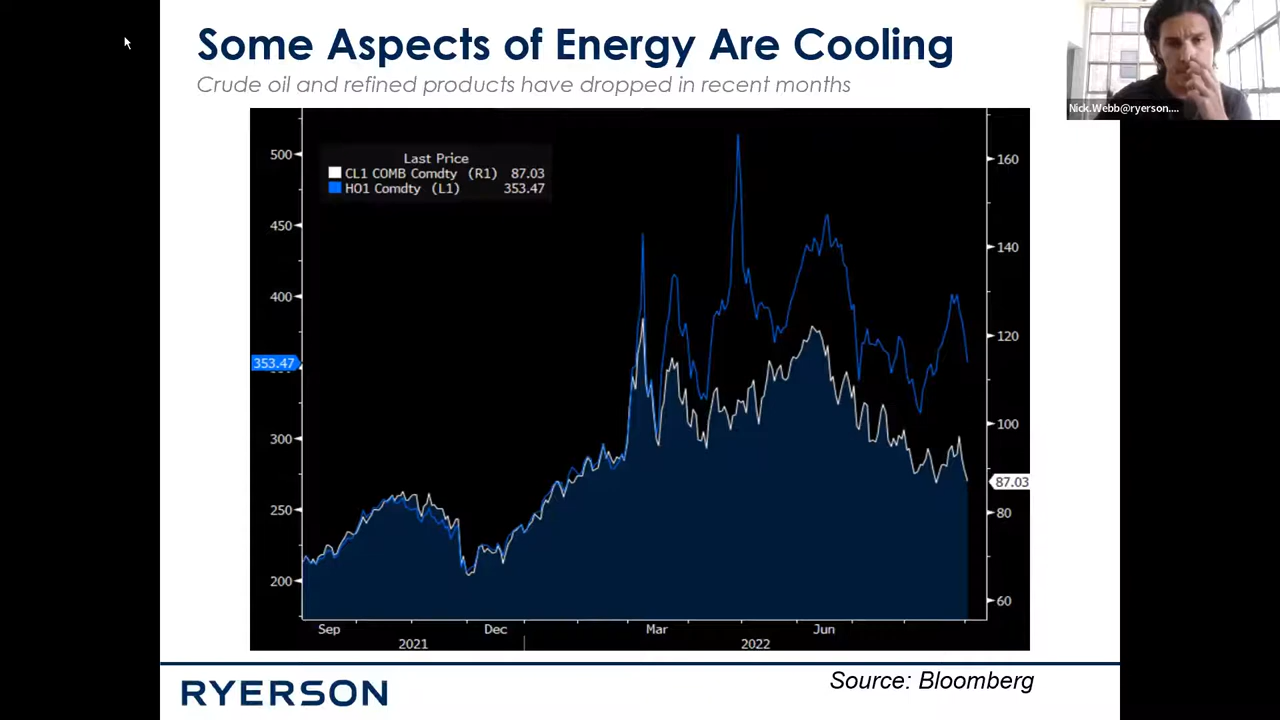 Some Aspects of Energy Are Cooling
Crude oil and refined products have dropped in recent months
Nick.Webb@ryerson....
Last Price
CL1 COMB Comdty (R1) 87.03
HO1 Comdty (L1) 353.47
500
450
400
353.47
300
250
200
160
140
120
100
87.03
80
60
Sep Dec Mar Jun
2021 2022
Source: Bloomberg
RYERSON